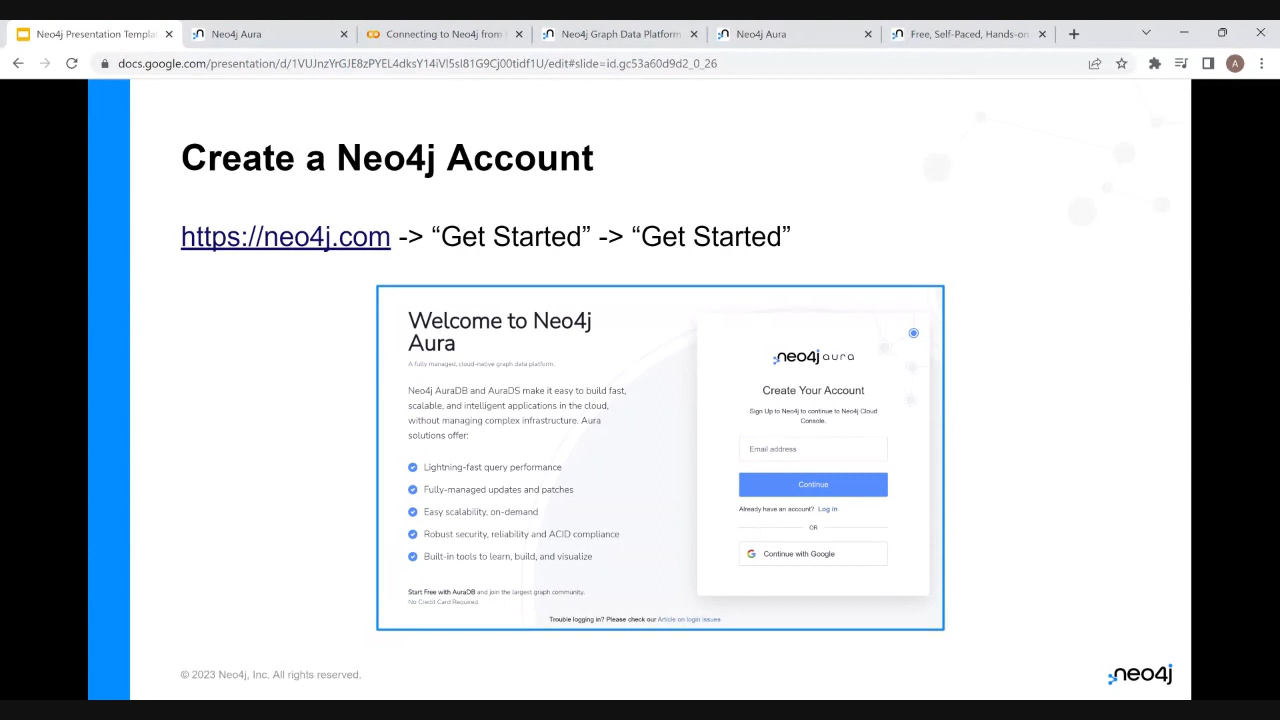 Neo4j Presentation Templa
Neo4j Aura
Connecting to Neo4j from
Neo4j Graph Data Platform
Neo4j Aura
Free, Self-Paced, Hands-on
docs.google.com/presentation/d/1VUJnzYrGJE8zPYEL4dksY14iVl5sI81G9Cj00tidf1U/edit#slide=id.gc53a60d9d2_0_26
A
Create a Neo4j Account
https://neo4j.com -> “Get Started” -> “Get Started”
Welcome to Neo4j
Aura
A fully managed, cloud-native graph data platform.
Neo4j AuraDB and AuraDS make it easy to build fast,
scalable, and intelligent applications in the cloud,
without managing complex infrastructure. Aura
solutions offer:
Lightning-fast query performance
Fully-managed updates and patches
Easy scalability, on-demand
Robust security, reliability and ACID compliance
Built-in tools to learn, build, and visualize
Start Free with AuraDB and join the largest graph community.
No Credit Card Required.
neo4j aura
Create Your Account
Sign Up to Neo4j to continue to Neo4j Cloud
Console.
Email address
Continue
Already have an account? Log in
OR
Continue with Google
Trouble logging in? Please check our Article on login issues
© 2023 Neo4j, Inc. All rights reserved.
neo4j